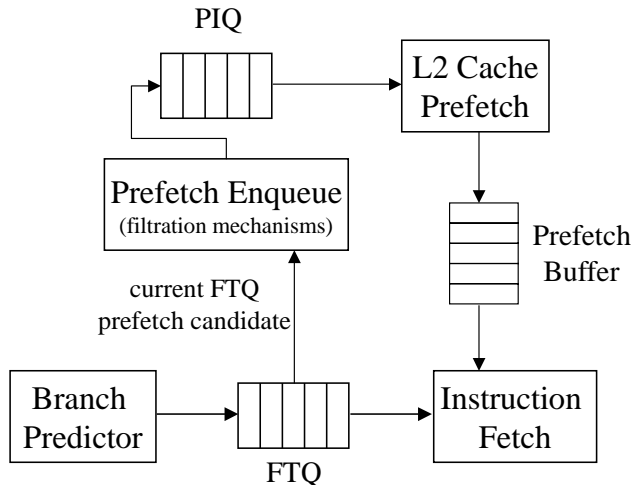 PIQ
L2 Cache
Prefetch
Prefetch Enqueue
(filtration mechanisms)
Prefetch
Buffer
current FTQ
prefetch candidate
Branch
Predictor
FTQ
Instruction
Fetch